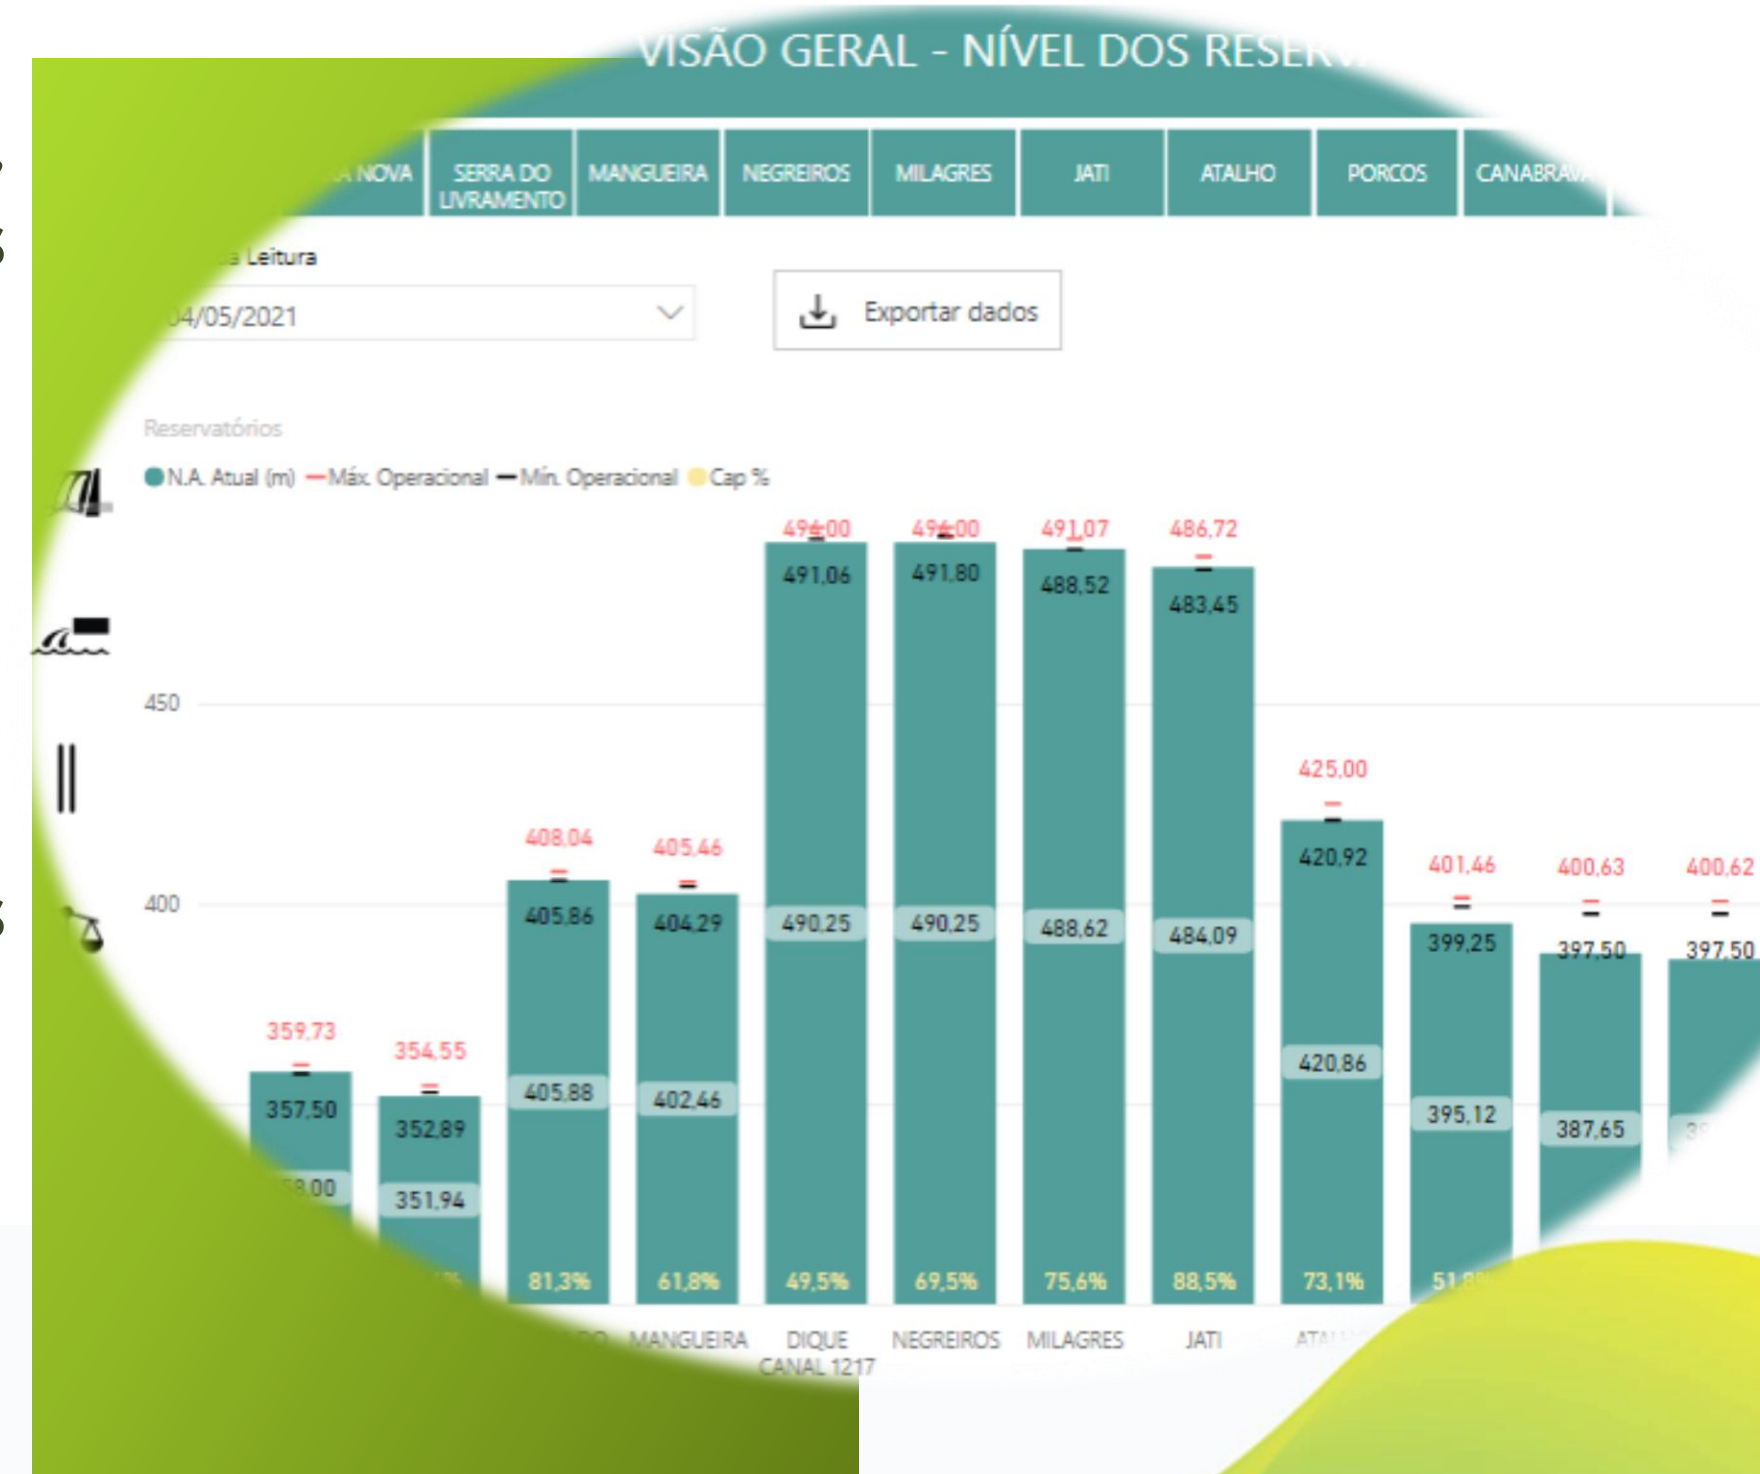 VISÃO GERAL - NÍVEL DOS
NOVA
SERRA DO
LIVRAMENTO
MANGUEIRA
NEGREIROS
MILAGRES
JATI
ATALHO
PORCOS
CANABRAVA
Leitura
04/05/2021
Exportar dados
Reservatórios
N.A. Atual (m) Máx. Operacional Mín. Operacional Cap %
491,07 486,72
491,06 491,80 488,52 483,45
450
425,00
408,04 405,46 420,92 401,46 400,63 400,62
400
405,86 404,29 490,25 490,25 488,62 484,09 399,25 397,50 397,50
359,73 354,55 420,86
357,50 352,89 405,88 402,46 395,12 387,65
351,94
81,3% 61,8% 49,5% 69,5% 75,6% 88,5% 73,1%
MANGUEIRA DIQUE NEGREIROS MILAGRES JATI
CANAL 1217